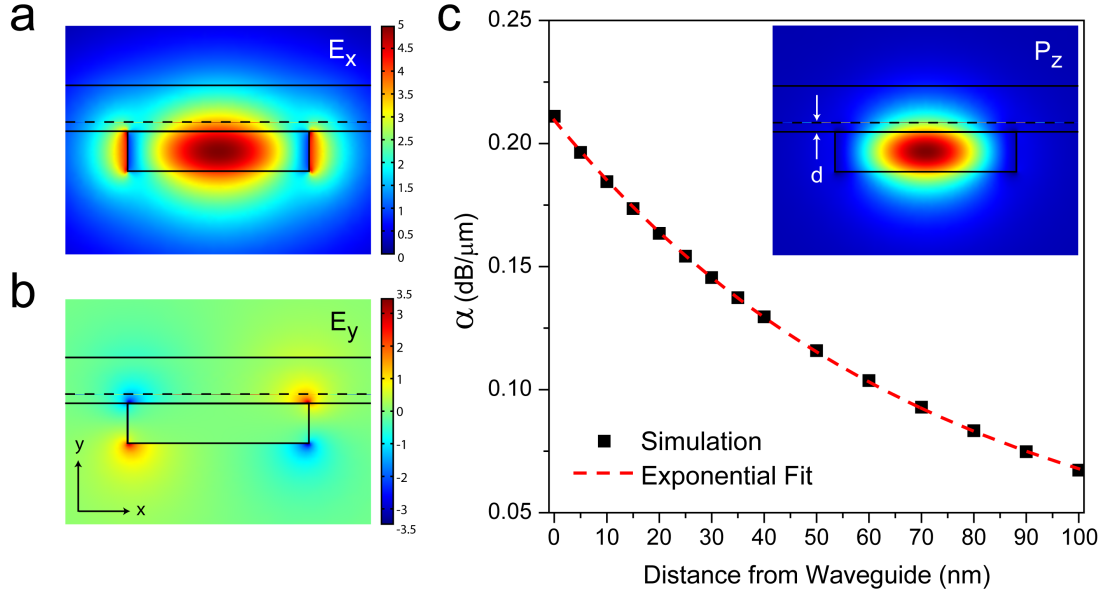 a
E_x
5
4.5
4
3.5
3
2.5
2
1.5
1
0.5
0
b
E_y
3.5
3
2
1
0
-1
-2
-3
-3.5
y
x
c
0.25
0.20
0.15
0.10
0.05
α (dB/μm)
P_z
d
Simulation
Exponential Fit
0 10 20 30 40 50 60 70 80 90 100
Distance from Waveguide (nm)